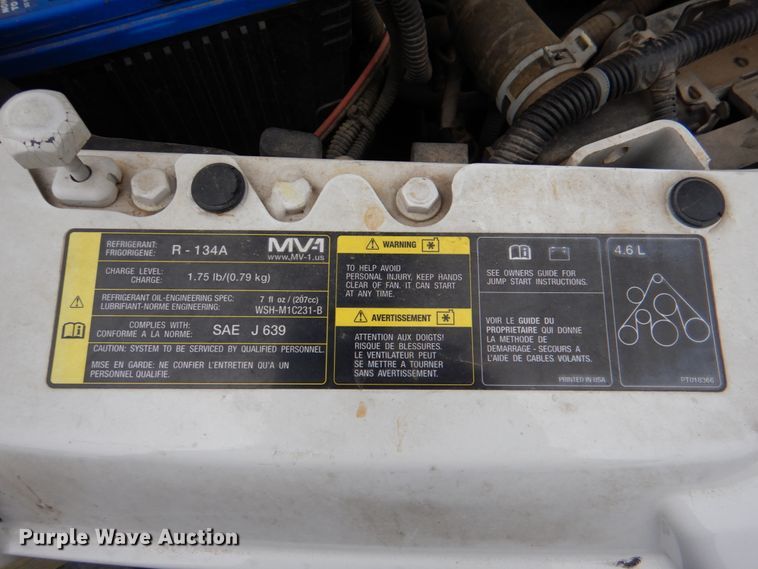 REFRIGERANT:
FRIGORIGÈNE:
R - 134A
MV-1
www.MV-1.us
CHARGE LEVEL:
CHARGE:
1.75 lb/(0.79 kg)
REFRIGERANT OIL-ENGINEERING SPEC:
LUBRIFIANT-NORME ENGINEERING:
7 fl oz / (207cc)
WSH-M1C231-B
COMPLIES WITH:
CONFORME A LA NORME:
SAE J 639
CAUTION: SYSTEM TO BE SERVICED BY QUALIFIED PERSONNEL.
MISE EN GARDE: NE CONFIER L'ENTRETIEN QU'A UN
PERSONNEL QUALIFIE.
WARNING
TO HELP AVOID
PERSONAL INJURY, KEEP HANDS
CLEAR OF FAN. IT CAN START
AT ANY TIME.
AVERTISSEMENT
ATTENTION AUX DOIGTS!
RISQUE DE BLESSURES.
LE VENTILATEUR PEUT
SE METTRE A TOURNER
SANS AVERTISSEMENT.
SEE OWNERS GUIDE FOR
JUMP START INSTRUCTIONS.
VOIR LE GUIDE DU
PROPRIETAIRE QUI DONNE
LA METHODE DE
DEMARRAGE - SECOURS A
L'AIDE DE CABLES VOLANTS.
PRINTED IN USA
4.6 L
PT018366
Purple Wave Auction